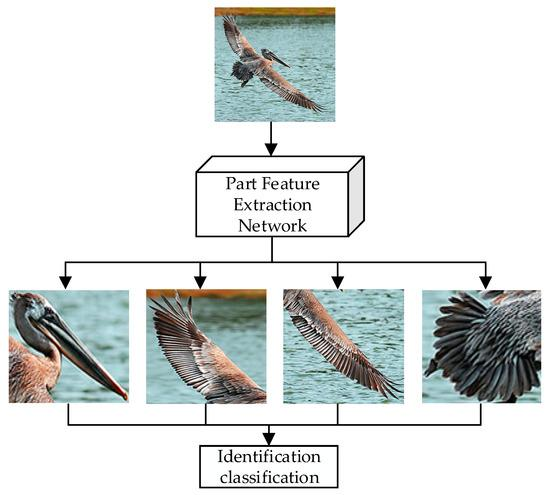 Part Feature
Extraction
Network
Identification
classification